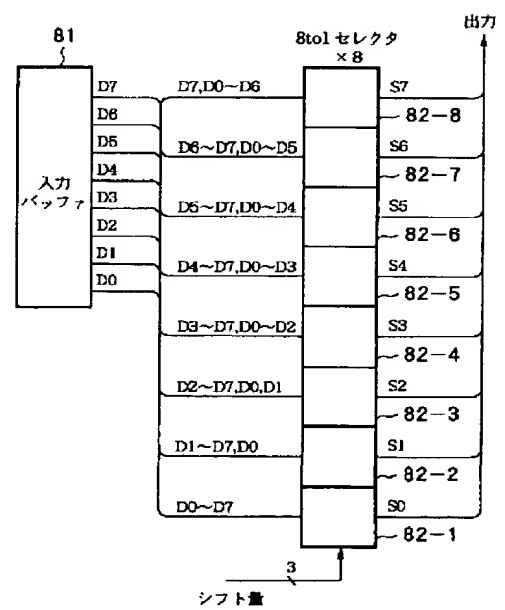 出力
81
8to1 セレクタ
×8
D7
D7,D0～D6
S7
82-8
D6
D5
D6～D7,D0～D5
S6
82-7
D4
入力
バッファ
D3
D5～D7,D0～D4
S5
82-6
D2
D1
D4～D7,D0～D3
S4
82-5
D0
D3～D7,D0～D2
S3
82-4
D2～D7,D0,D1
S2
82-3
D1～D7,D0
S1
82-2
D0～D7
S0
82-1
3
シフト量